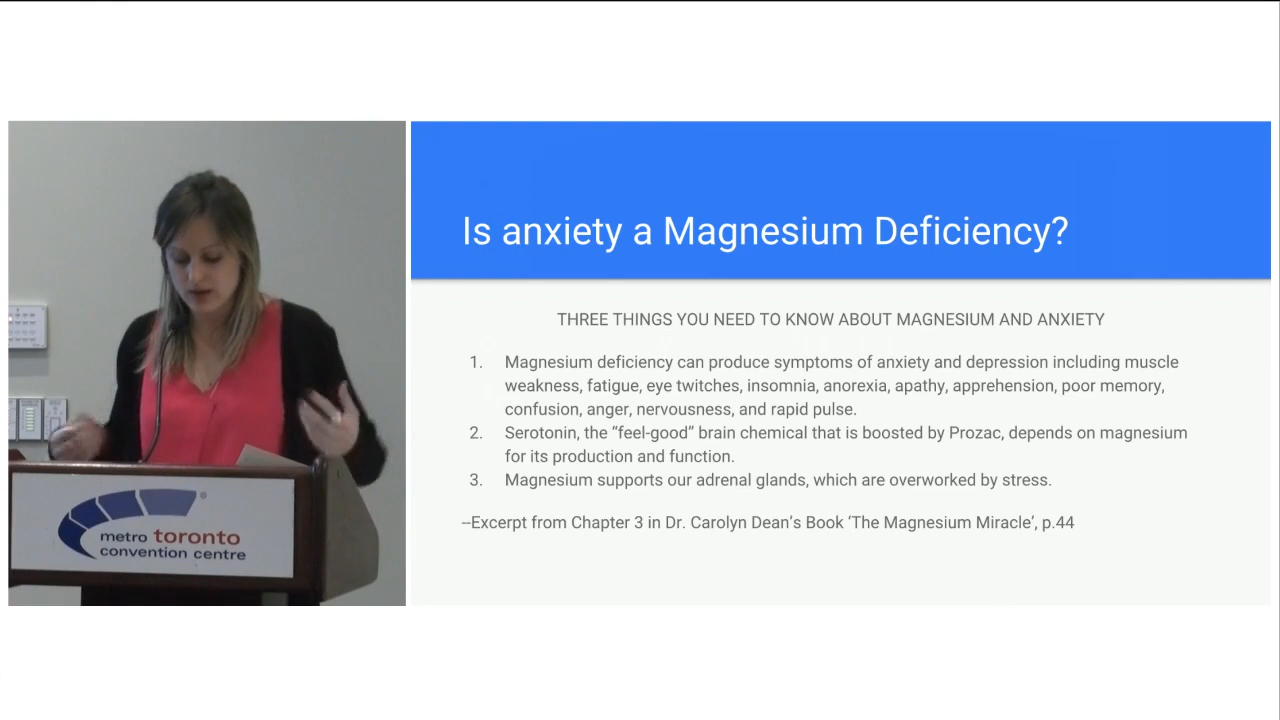 Is anxiety a Magnesium Deficiency?
THREE THINGS YOU NEED TO KNOW ABOUT MAGNESIUM AND ANXIETY
1. Magnesium deficiency can produce symptoms of anxiety and depression including muscle
weakness, fatigue, eye twitches, insomnia, anorexia, apathy, apprehension, poor memory,
confusion, anger, nervousness, and rapid pulse.
2. Serotonin, the “feel-good” brain chemical that is boosted by Prozac, depends on magnesium
for its production and function.
3. Magnesium supports our adrenal glands, which are overworked by stress.
--Excerpt from Chapter 3 in Dr. Carolyn Dean’s Book ‘The Magnesium Miracle’, p.44
metro toronto
convention centre